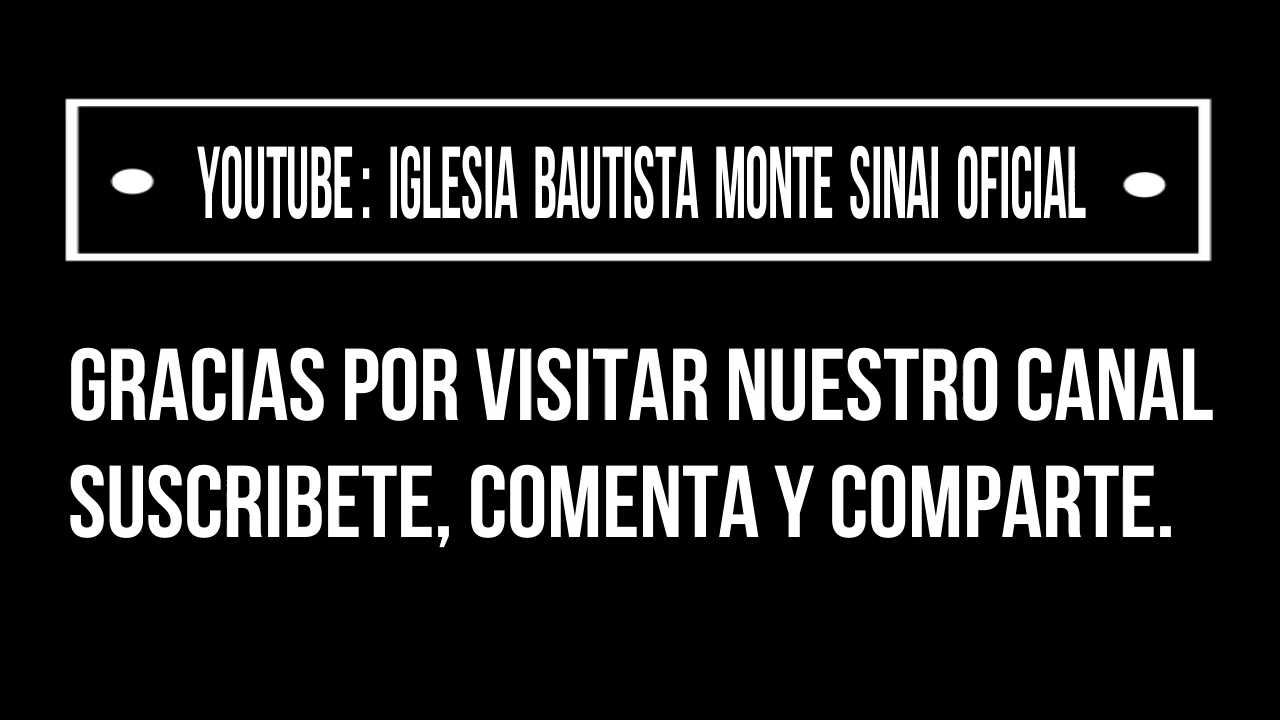 YOUTUBE: IGLESIA BAUTISTA MONTE SINAI OFICIAL
GRACIAS POR VISITAR NUESTRO CANAL
SUSCRIBETE, COMENTA Y COMPARTE.